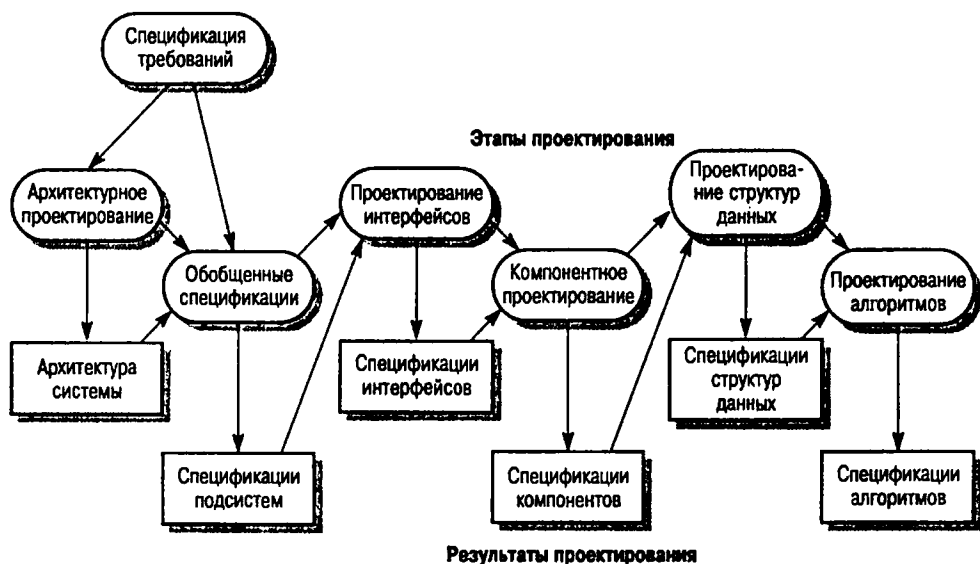 Спецификация
требований
Этапы проектирования
Архитектурное
проектирование
Обобщенные
спецификации
Проектирование
интерфейсов
Компонентное
проектирование
Проектирова-
ние структур
данных
Проектирование
алгоритмов
Архитектура
системы
Спецификации
подсистем
Спецификации
интерфейсов
Спецификации
компонентов
Спецификации
структур
данных
Спецификации
алгоритмов
Результаты проектирования